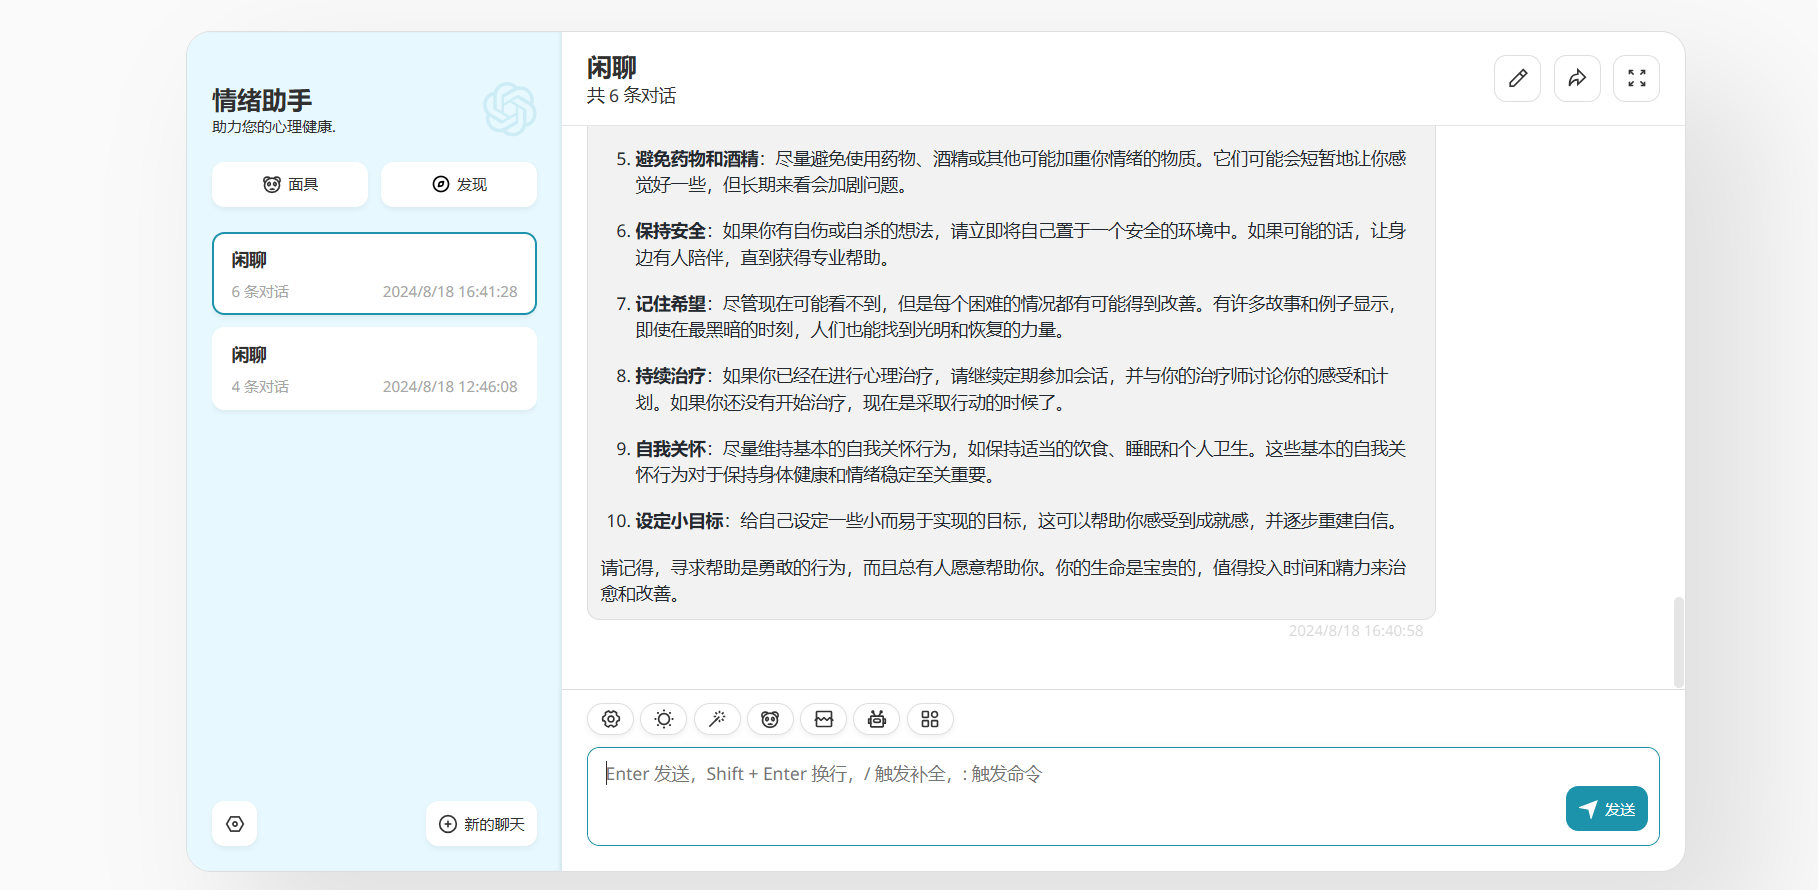 情绪助手
助力您的心理健康.
面具
发现
闲聊
6 条对话
2024/8/18 16:41:28
闲聊
4 条对话
2024/8/18 12:46:08
新的聊天
闲聊
共 6 条对话
5. 避免药物和酒精：尽量避免使用药物、酒精或其他可能加重你情绪的物质。它们可能会短暂地让你感
觉好一些，但长期来看会加剧问题。
6. 保持安全：如果你有自伤或自杀的想法，请立即将自己置于一个安全的环境中。如果可能的话，让身
边有人陪伴，直到获得专业帮助。
7. 记住希望：尽管现在可能看不到，但是每个困难的情况都有可能得到改善。有许多故事和例子显示，
即使在最黑暗的时刻，人们也能找到光明和恢复的力量。
8. 持续治疗：如果你已经在进行心理治疗，请继续定期参加会话，并与你的治疗师讨论你的感受和计
划。如果你还没有开始治疗，现在是采取行动的时候了。
9. 自我关怀：尽量维持基本的自我关怀行为，如保持适当的饮食、睡眠和个人卫生。这些基本的自我关
怀行为对于保持身体健康和情绪稳定至关重要。
10. 设定小目标：给自己设定一些小而易于实现的目标，这可以帮助你感受到成就感，并逐步重建自信。
请记得，寻求帮助是勇敢的行为，而且总有人愿意帮助你。你的生命是宝贵的，值得投入时间和精力来治
愈和改善。
2024/8/18 16:40:58
Enter 发送，Shift + Enter 换行，/ 触发补全，: 触发命令
发送